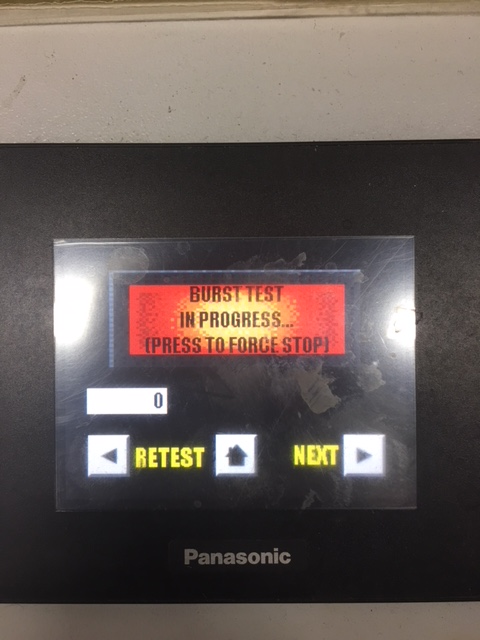 BURST TEST
IN PROGRESS...
(PRESS TO FORCE STOP)
0
RETEST NEXT
Panasonic